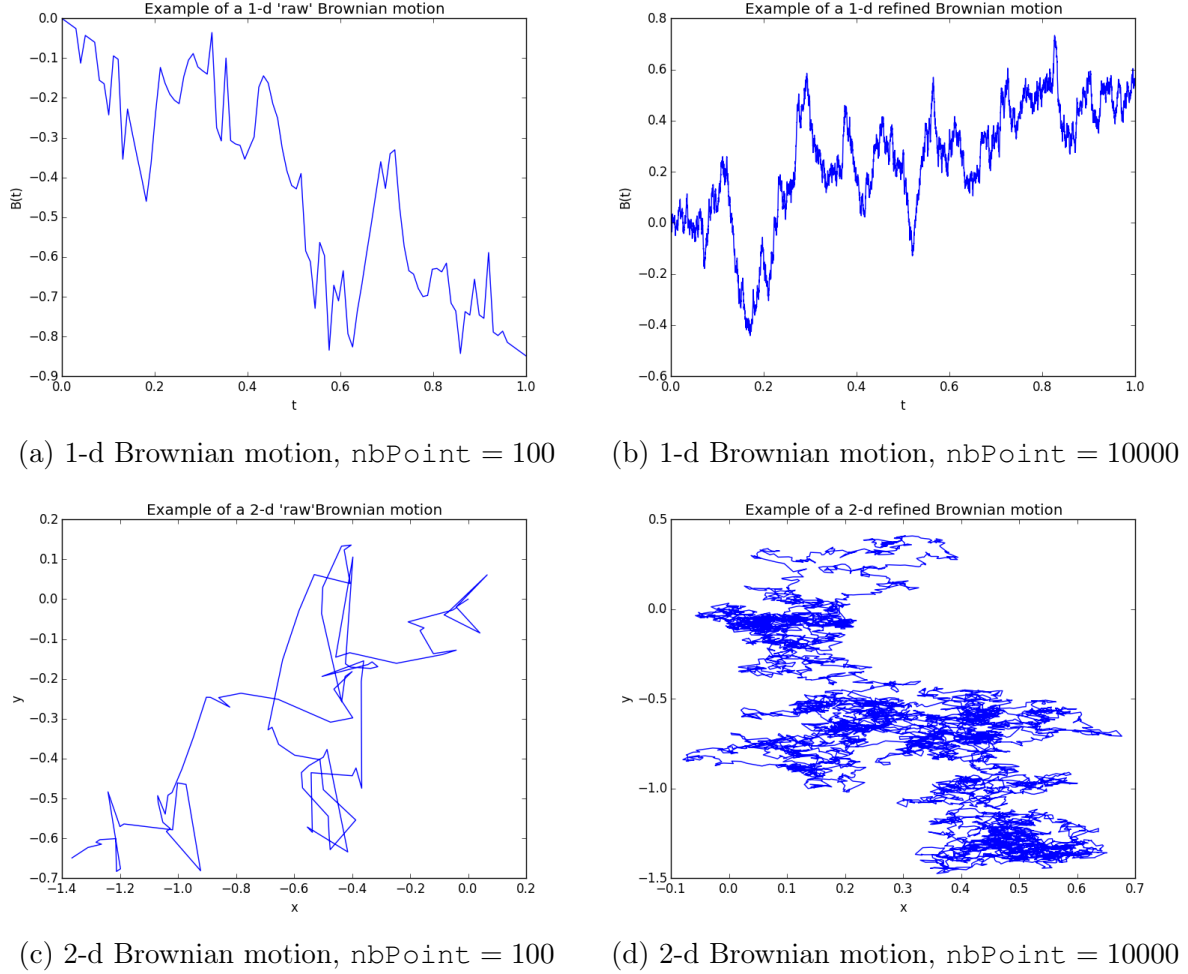 Example of a 1-d 'raw' Brownian motion
0.0
−0.1
−0.2
−0.3
−0.4
−0.5
−0.6
−0.7
−0.8
−0.9
B(t)
0.0 0.2 0.4 0.6 0.8 1.0
t
(a) 1-d Brownian motion, nbPoint = 100
Example of a 1-d refined Brownian motion
0.8
0.6
0.4
0.2
0.0
−0.2
−0.4
−0.6
B(t)
0.0 0.2 0.4 0.6 0.8 1.0
t
(b) 1-d Brownian motion, nbPoint = 10000
Example of a 2-d 'raw'Brownian motion
0.2
0.1
0.0
−0.1
−0.2
−0.3
−0.4
−0.5
−0.6
−0.7
y
−1.4 −1.2 −1.0 −0.8 −0.6 −0.4 −0.2 0.0 0.2
x
(c) 2-d Brownian motion, nbPoint = 100
Example of a 2-d refined Brownian motion
0.5
0.0
−0.5
−1.0
−1.5
y
−0.1 0.0 0.1 0.2 0.3 0.4 0.5 0.6 0.7
x
(d) 2-d Brownian motion, nbPoint = 10000